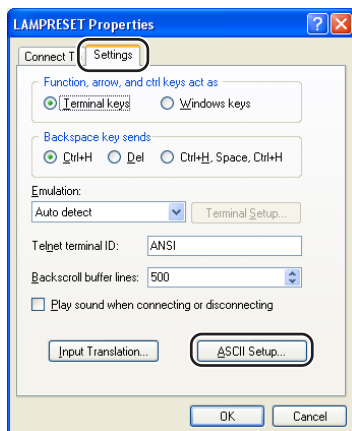 LAMPRESET Properties
Connect T Settings
Function, arrow, and ctrl keys act as
Terminal keys Windows keys
Backspace key sends
Ctrl+H Del Ctrl+H, Space, Ctrl+H
Emulation:
Auto detect Terminal Setup...
Telnet terminal ID: ANSI
Backscroll buffer lines: 500
Play sound when connecting or disconnecting
Input Translation... ASCII Setup...
OK Cancel